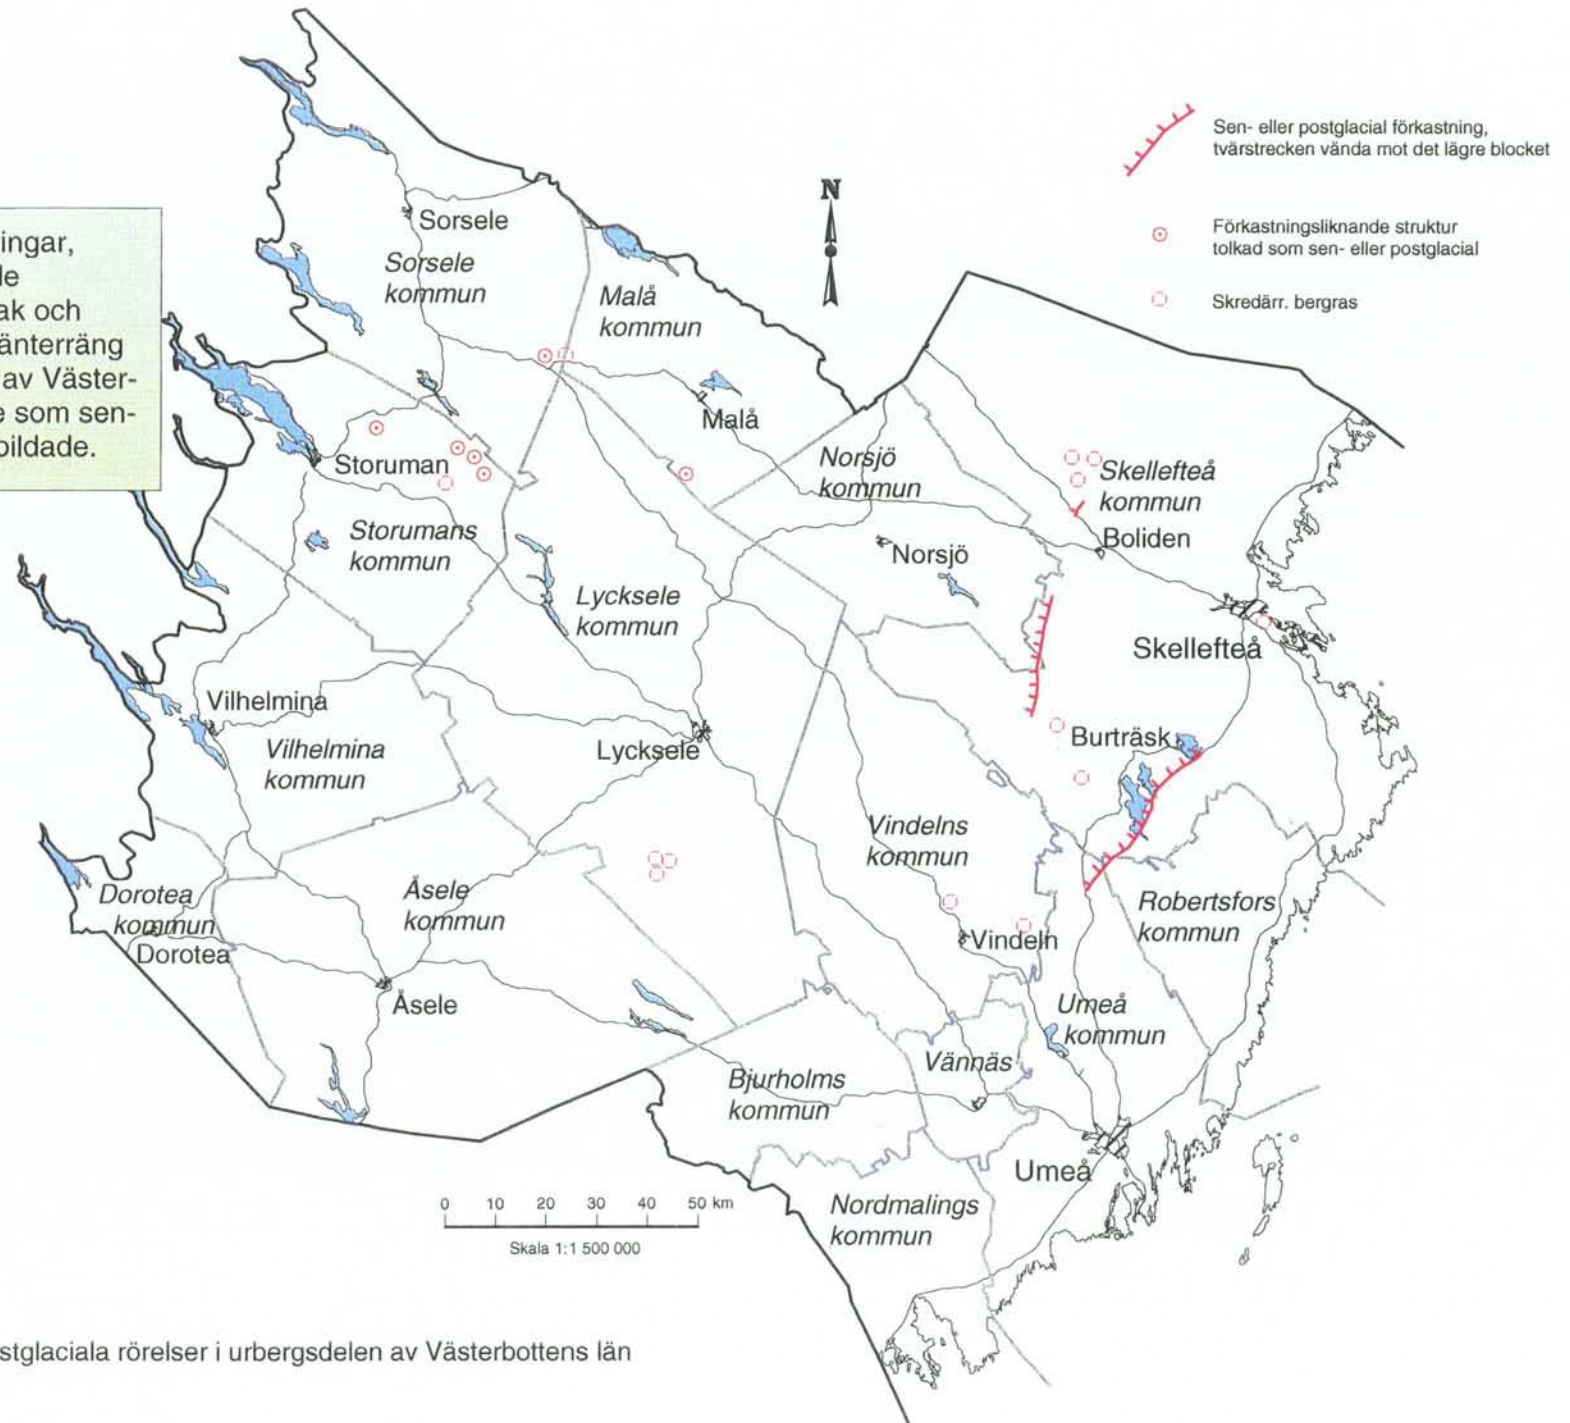 Sen- eller postglacial förkastning,
tvärstrecken vända mot det lägre blocket
Förkastningsliknande struktur
tolkad som sen- eller postglacial
Skredärr. bergras
N
ingar,
le
ak och
änterräng
av Väster-
e som sen-
bildade.
Sorsele
Sorsele
kommun
Malå
kommun
Malå
Storuman
Storumans
kommun
Norsjö
kommun
Norsjö
Skellefteå
kommun
Boliden
Skellefteå
Lycksele
kommun
Lycksele
Vilhelmina
Vilhelmina
kommun
Burträsk
Vindelns
kommun
Vindeln
Dorotea
kommun
Dorotea
Åsele
kommun
Åsele
Robertsfors
kommun
Umeå
kommun
Vännäs
Bjurholms
kommun
Umeå
Nordmalings
kommun
0 10 20 30 40 50 km
Skala 1:1 500 000
stglaciala rörelser i urbergsdelen av Västerbottens län